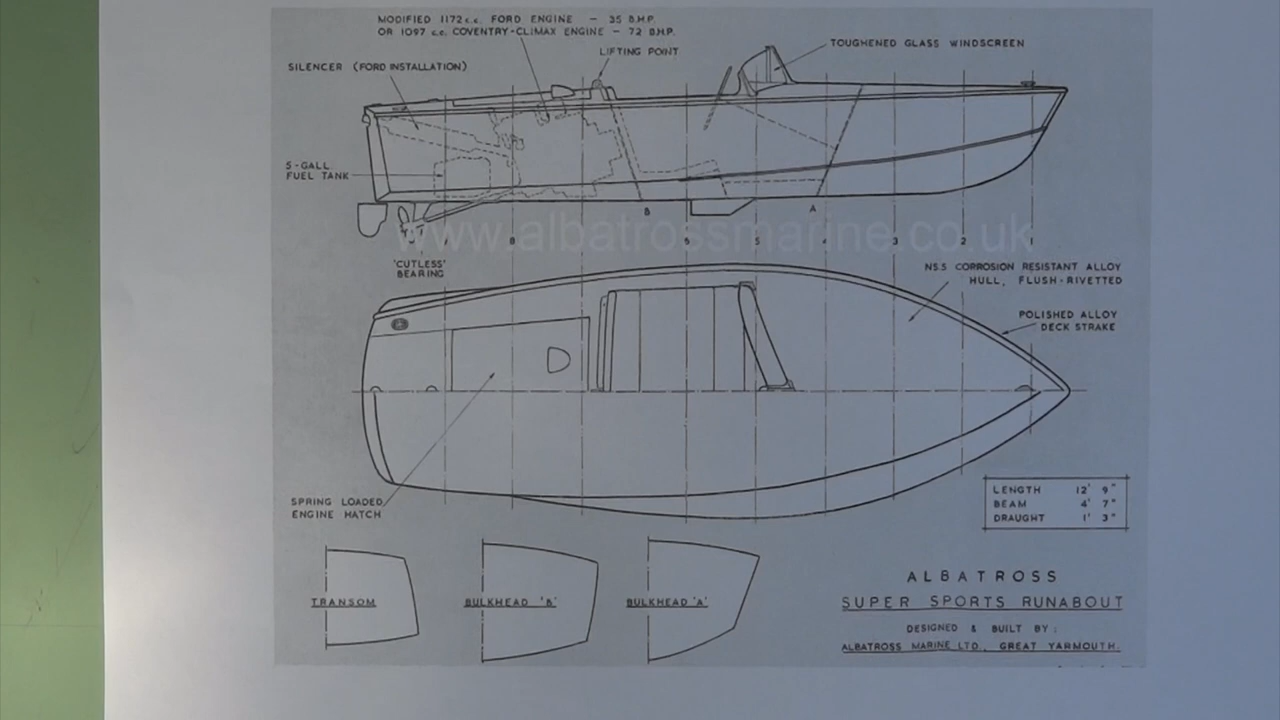 MODIFIED 1172 c.c. FORD ENGINE — 35 B.H.P.
OR 1097 c.c. COVENTRY-CLIMAX ENGINE — 72 B.H.P.
LIFTING POINT
TOUGHENED GLASS WINDSCREEN
SILENCER (FORD INSTALLATION)
5-GALL
FUEL TANK
B
A
www.albatrossmarine.co.uk
8
5
4
3
2
1
'CUTLESS'
BEARING
NS.5 CORROSION RESISTANT ALLOY
HULL, FLUSH-RIVETTED
POLISHED ALLOY
DECK STRAKE
SPRING LOADED
ENGINE HATCH
LENGTH 12' 9"
BEAM 4' 7"
DRAUGHT 1' 3"
TRANSOM
BULKHEAD 'B'
BULKHEAD 'A'
ALBATROSS
SUPER SPORTS RUNABOUT
DESIGNED & BUILT BY:
ALBATROSS MARINE LTD., GREAT YARMOUTH.